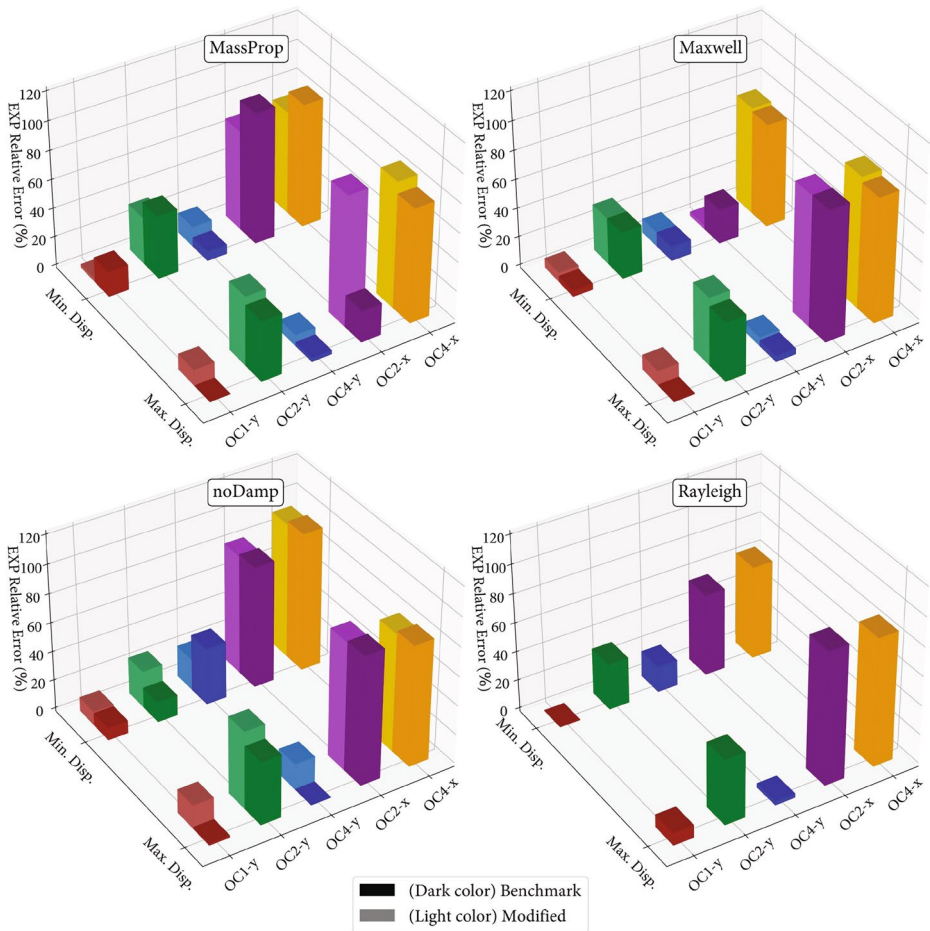 MassProp
EXP Relative Error (%)
120
100
80
60
40
20
0
Min. Disp.
Max. Disp.
OC1-y
OC2-y
OC4-y
OC2-x
OC4-x
Maxwell
EXP Relative Error (%)
120
100
80
60
40
20
0
Min. Disp.
Max. Disp.
OC1-y
OC2-y
OC4-y
OC2-x
OC4-x
noDamp
EXP Relative Error (%)
120
100
80
60
40
20
0
Min. Disp.
Max. Disp.
OC1-y
OC2-y
OC4-y
OC2-x
OC4-x
Rayleigh
EXP Relative Error (%)
120
100
80
60
40
20
0
Min. Disp.
Max. Disp.
OC1-y
OC2-y
OC4-y
OC2-x
OC4-x
(Dark color) Benchmark
(Light color) Modified